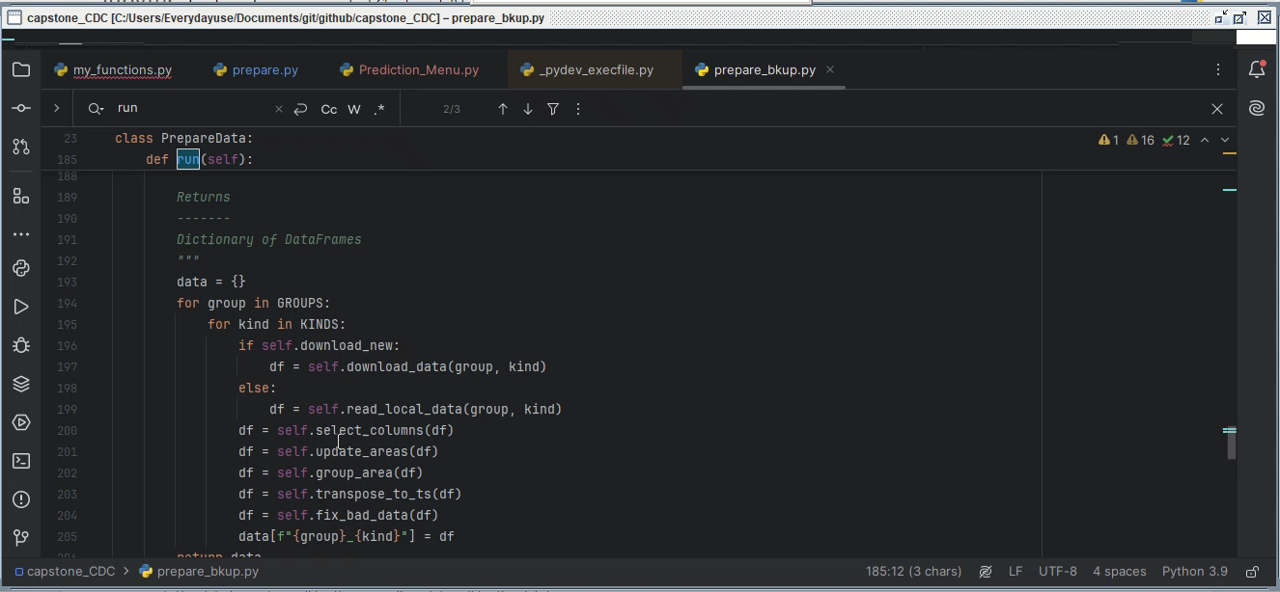 capstone_CDC [C:/Users/Everydayuse/Documents/git/github/capstone_CDC] – prepare_bkup.py
my_functions.py prepare.py Prediction_Menu.py _pydev_execfile.py prepare_bkup.py
run Cc W .* 2/3
1 16 12
23 class PrepareData:
185 def run(self):
188
189 Returns
190 -------
191 Dictionary of DataFrames
192 """
193 data = {}
194 for group in GROUPS:
195 for kind in KINDS:
196 if self.download_new:
197 df = self.download_data(group, kind)
198 else:
199 df = self.read_local_data(group, kind)
200 df = self.select_columns(df)
201 df = self.update_areas(df)
202 df = self.group_area(df)
203 df = self.transpose_to_ts(df)
204 df = self.fix_bad_data(df)
205 data[f"{group}_{kind}"] = df
return data
capstone_CDC > prepare_bkup.py 185:12 (3 chars) LF UTF-8 4 spaces Python 3.9